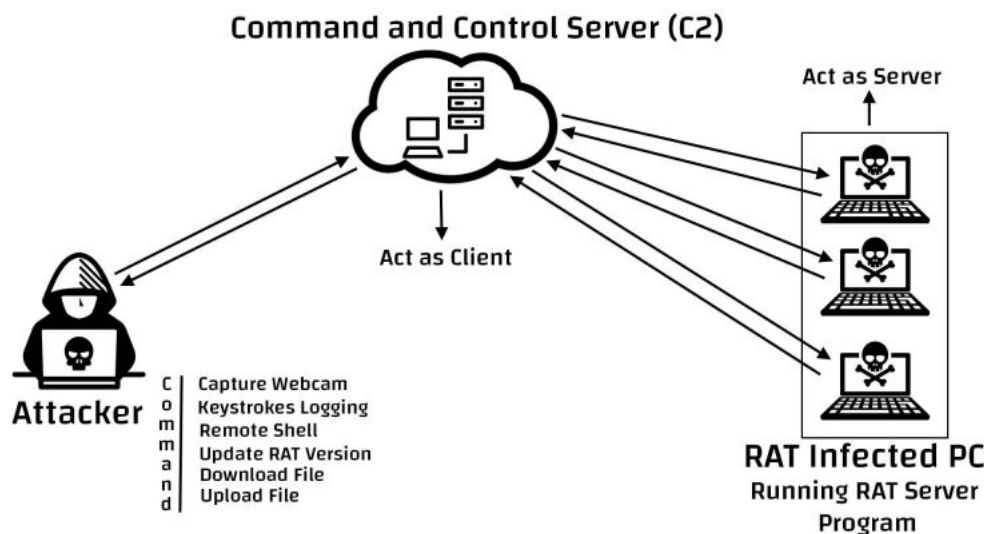 Command and Control Server (C2)
Act as Server
Act as Client
Attacker
Command
Capture Webcam
Keystrokes Logging
Remote Shell
Update RAT Version
Download File
Upload File
RAT Infected PC
Running RAT Server
Program